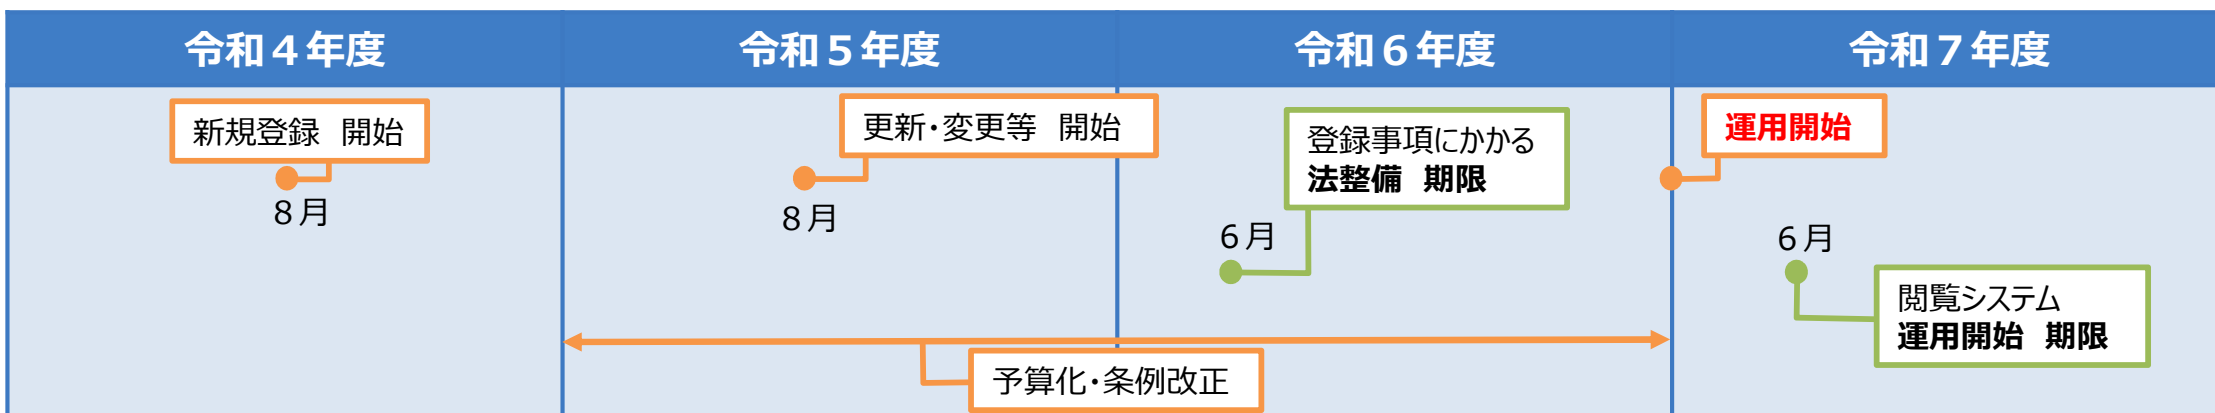 令和４年度
令和５年度
令和６年度
令和７年度
新規登録　開始
８月
更新・変更等　開始
８月
登録事項にかかる
法整備　期限
６月
運用開始
６月
閲覧システム
運用開始　期限
予算化・条例改正